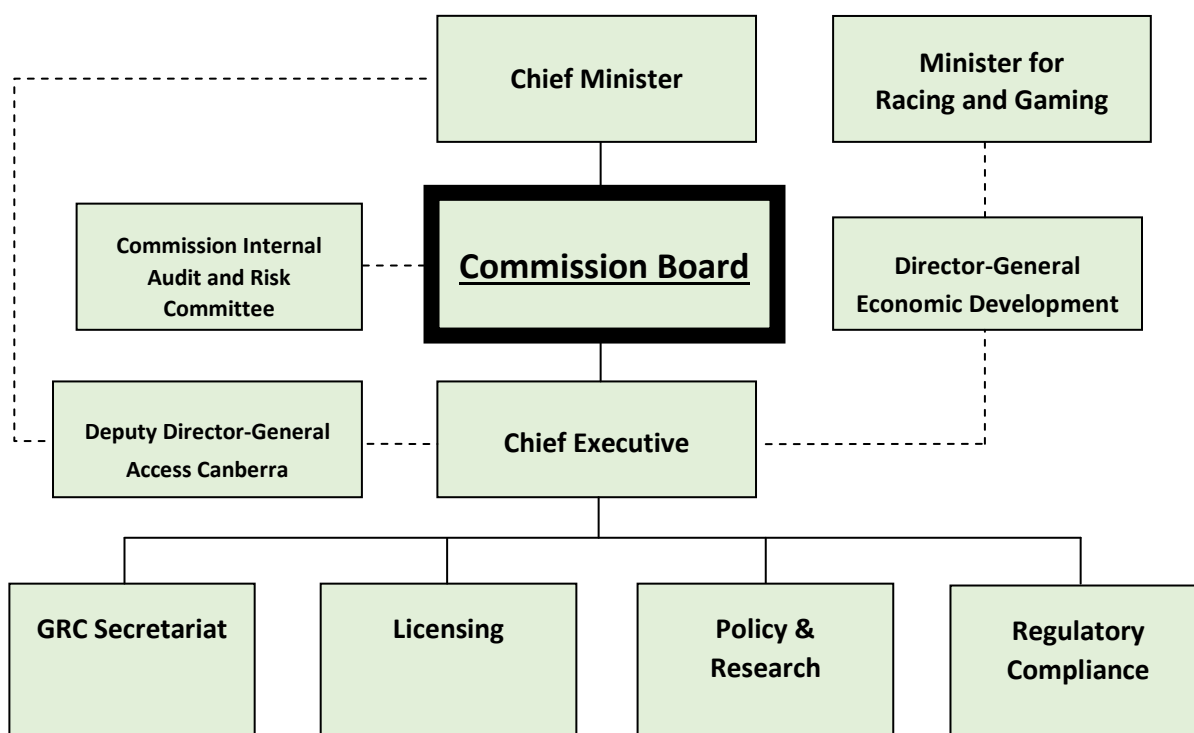 Chief Minister
Minister for
Racing and Gaming
Commission Internal
Audit and Risk
Committee
Commission Board
Director-General
Economic Development
Deputy Director-General
Access Canberra
Chief Executive
GRC Secretariat
Licensing
Policy &
Research
Regulatory
Compliance